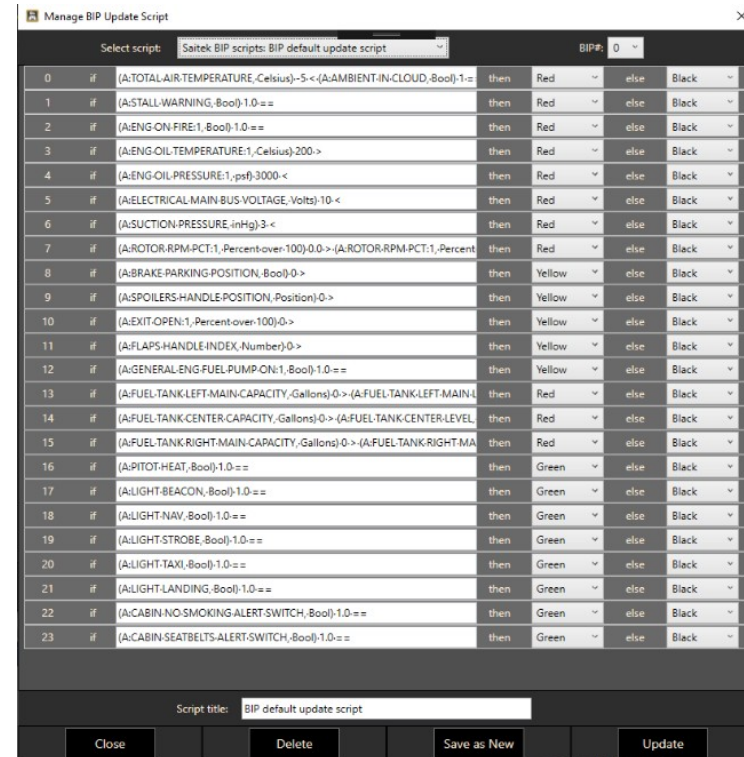 Manage BIP Update Script
Select script: Saitek BIP scripts: BIP default update script BIP#: 0
0 if (A:TOTAL·AIR·TEMPERATURE,·Celsius)·-5·<·(A:AMBIENT·IN·CLOUD,·Bool)·1·= then Red else Black
1 if (A:STALL·WARNING,·Bool)·1.0·== then Red else Black
2 if (A:ENG·ON·FIRE:1,·Bool)·1.0·== then Red else Black
3 if (A:ENG·OIL·TEMPERATURE:1,·Celsius)·200·> then Red else Black
4 if (A:ENG·OIL·PRESSURE:1,·psf)·3000·< then Red else Black
5 if (A:ELECTRICAL·MAIN·BUS·VOLTAGE,·Volts)·10·< then Red else Black
6 if (A:SUCTION·PRESSURE,·inHg)·3·< then Red else Black
7 if (A:ROTOR·RPM·PCT:1,·Percent·over·100)·0.0·>·(A:ROTOR·RPM·PCT:1,·Percent then Red else Black
8 if (A:BRAKE·PARKING·POSITION,·Bool)·0·> then Yellow else Black
9 if (A:SPOILERS·HANDLE·POSITION,·Position)·0·> then Yellow else Black
10 if (A:EXIT·OPEN:1,·Percent·over·100)·0·> then Yellow else Black
11 if (A:FLAPS·HANDLE·INDEX,·Number)·0·> then Yellow else Black
12 if (A:GENERAL·ENG·FUEL·PUMP·ON:1,·Bool)·1.0·== then Yellow else Black
13 if (A:FUEL·TANK·LEFT·MAIN·CAPACITY,·Gallons)·0·>·(A:FUEL·TANK·LEFT·MAIN·L then Red else Black
14 if (A:FUEL·TANK·CENTER·CAPACITY,·Gallons)·0·>·(A:FUEL·TANK·CENTER·LEVEL, then Red else Black
15 if (A:FUEL·TANK·RIGHT·MAIN·CAPACITY,·Gallons)·0·>·(A:FUEL·TANK·RIGHT·MA then Red else Black
16 if (A:PITOT·HEAT,·Bool)·1.0·== then Green else Black
17 if (A:LIGHT·BEACON,·Bool)·1.0·== then Green else Black
18 if (A:LIGHT·NAV,·Bool)·1.0·== then Green else Black
19 if (A:LIGHT·STROBE,·Bool)·1.0·== then Green else Black
20 if (A:LIGHT·TAXI,·Bool)·1.0·== then Green else Black
21 if (A:LIGHT·LANDING,·Bool)·1.0·== then Green else Black
22 if (A:CABIN·NO·SMOKING·ALERT·SWITCH,·Bool)·1.0·== then Green else Black
23 if (A:CABIN·SEATBELTS·ALERT·SWITCH,·Bool)·1.0·== then Green else Black
Script title: BIP default update script
Close Delete Save as New Update